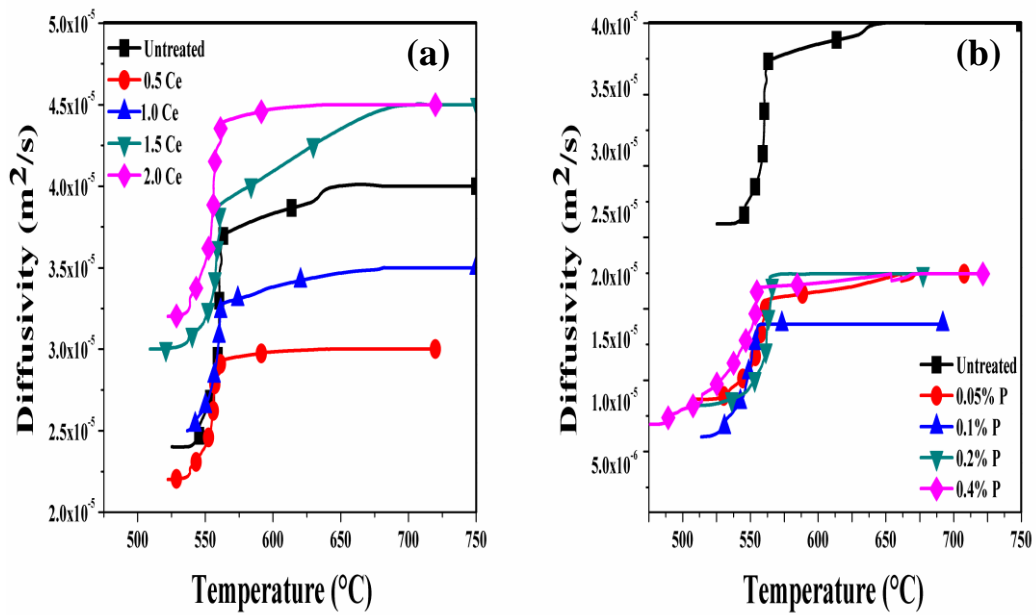 (a)
Untreated
0.5 Ce
1.0 Ce
1.5 Ce
2.0 Ce
5.0x10⁻⁵
4.5x10⁻⁵
4.0x10⁻⁵
3.5x10⁻⁵
3.0x10⁻⁵
2.5x10⁻⁵
2.0x10⁻⁵
Diffusivity (m²/s)
500 550 600 650 700 750
Temperature (°C)
(b)
4.0x10⁻⁵
3.5x10⁻⁵
3.0x10⁻⁵
2.5x10⁻⁵
2.0x10⁻⁵
1.5x10⁻⁵
1.0x10⁻⁵
5.0x10⁻⁶
Diffusivity (m²/s)
Untreated
0.05% P
0.1% P
0.2% P
0.4% P
500 550 600 650 700 750
Temperature (°C)